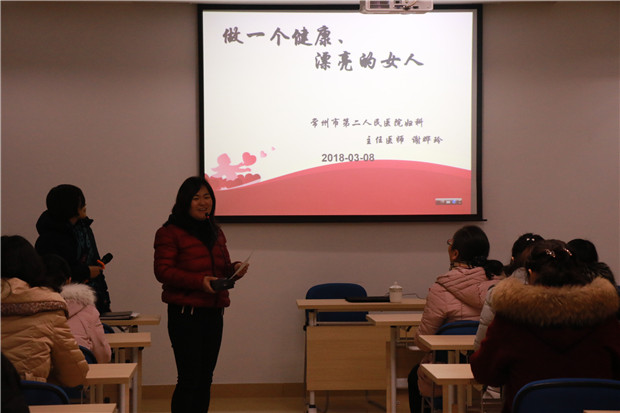 做一个健康、
漂亮的女人
常州市第二人民医院妇科
主任医师 谢晔玲
2018-03-08